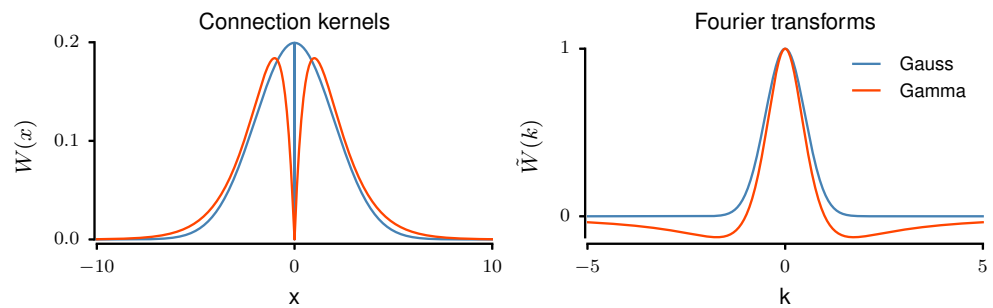 Connection kernels
0.2
0.1
0.0
W(x)
−10
0
10
x
Fourier transforms
1
0
W̃(k)
−5
0
5
k
Gauss
Gamma